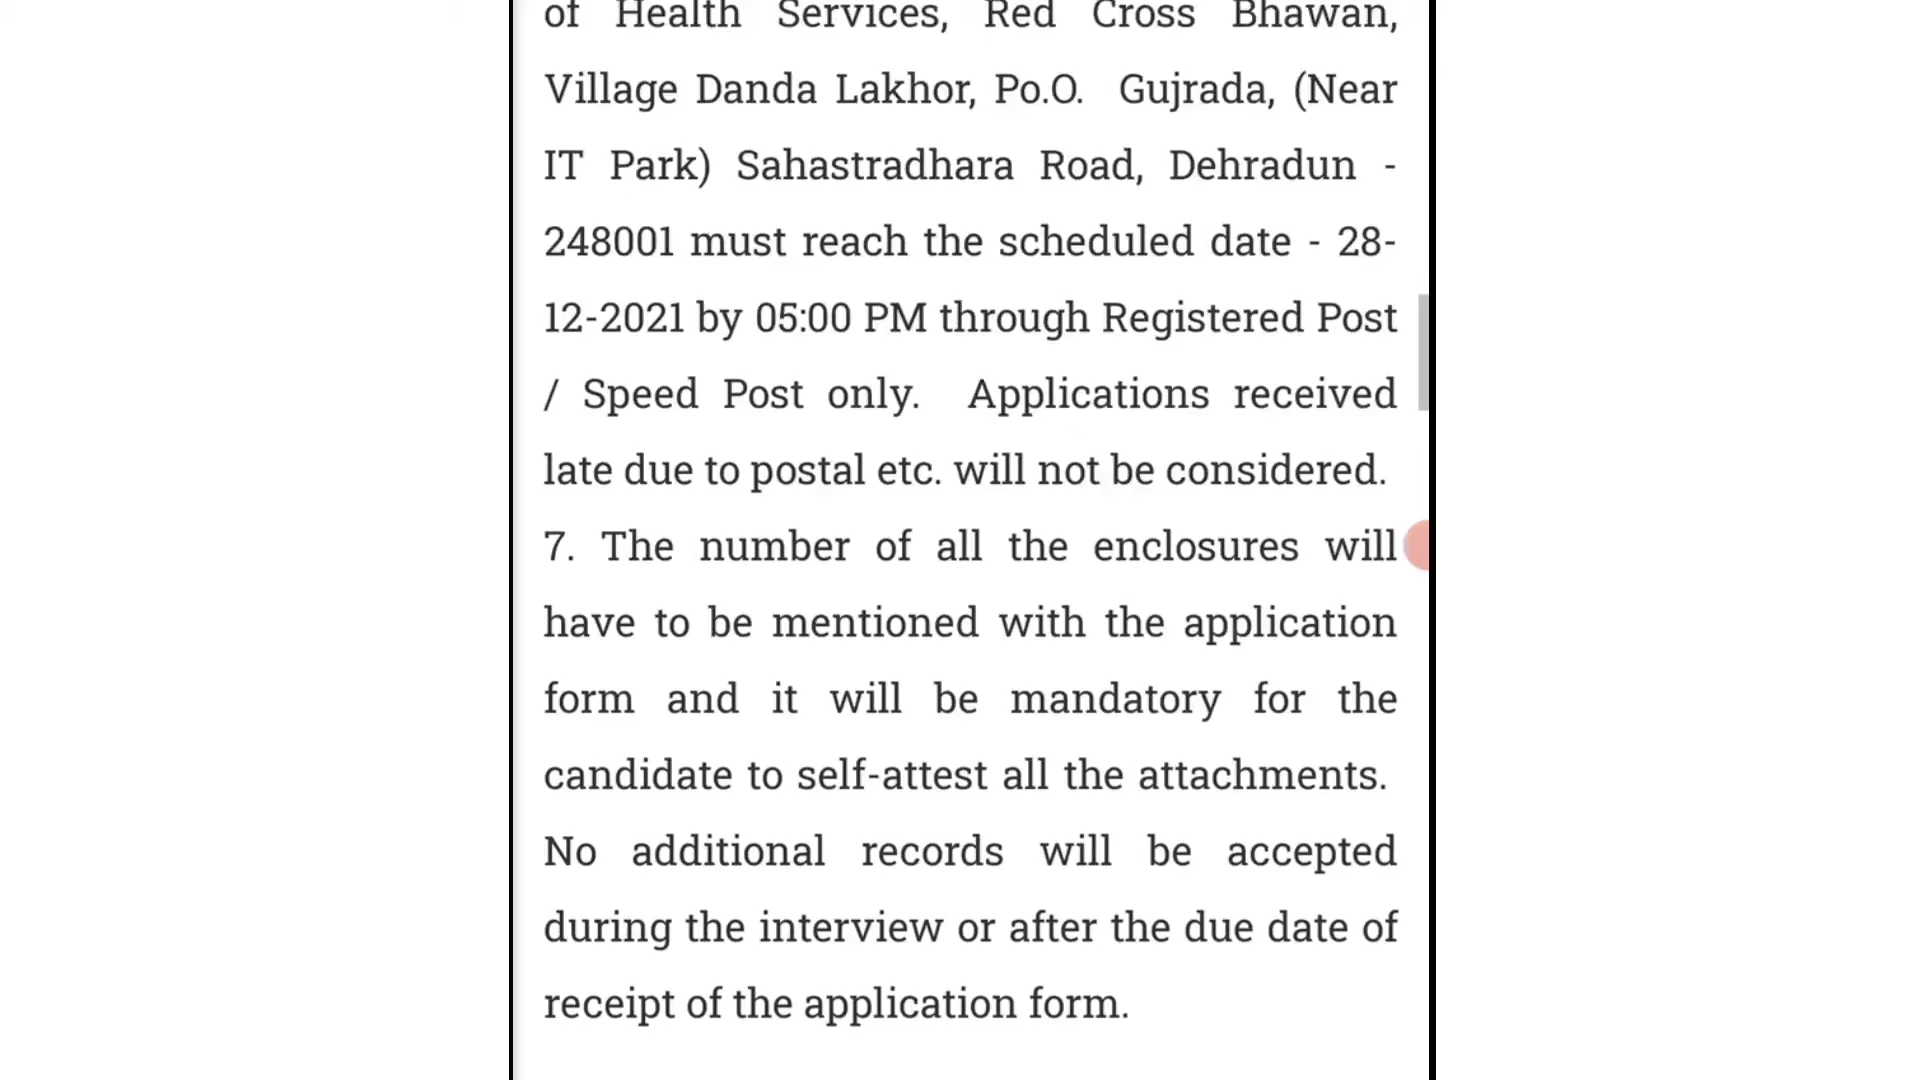 of Health Services, Red Cross Bhawan,
Village Danda Lakhor, Po.O. Gujrada, (Near
IT Park) Sahastradhara Road, Dehradun -
248001 must reach the scheduled date - 28-
12-2021 by 05:00 PM through Registered Post
/ Speed Post only. Applications received
late due to postal etc. will not be considered.
7. The number of all the enclosures will
have to be mentioned with the application
form and it will be mandatory for the
candidate to self-attest all the attachments.
No additional records will be accepted
during the interview or after the due date of
receipt of the application form.